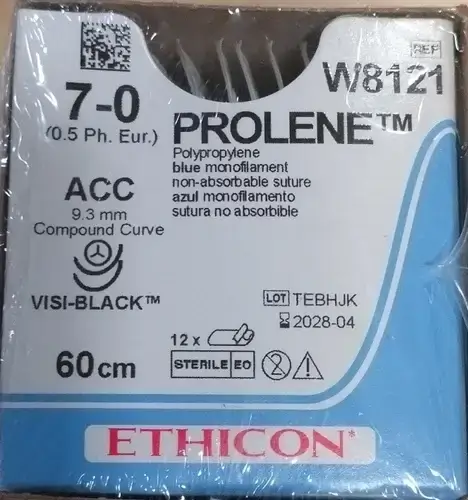 REF
W8121
7-0
(0.5 Ph. Eur.)
PROLENE™
Polypropylene
blue monofilament
non-absorbable suture
azul monofilamento
sutura no absorbible
ACC
9.3 mm
Compound Curve
VISI-BLACK™
LOT TEBHJK
2028-04
12 x
60cm
STERILE EO
2
ETHICON